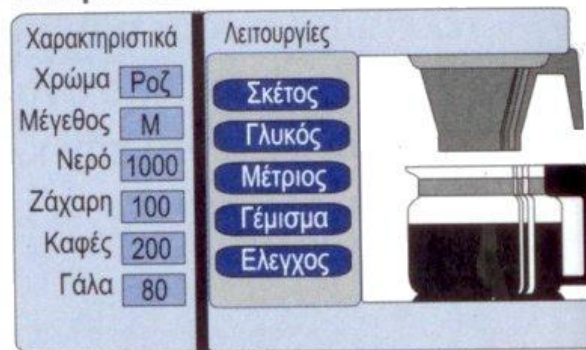 Χαρακτηριστικά
Χρώμα Ροζ
Μέγεθος Μ
Νερό 1000
Ζάχαρη 100
Καφές 200
Γάλα 80
Λειτουργίες
Σκέτος
Γλυκός
Μέτριος
Γέμισμα
Ελεγχος